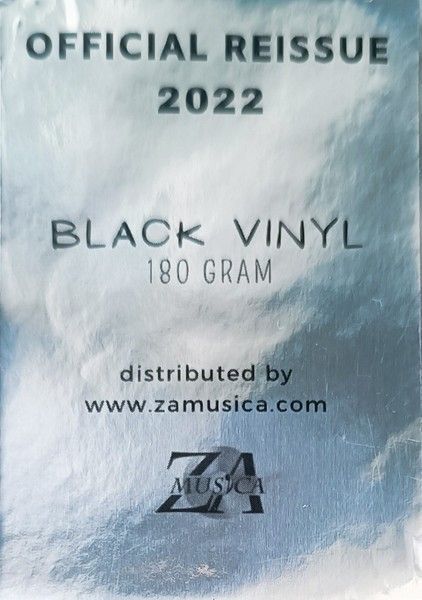 OFFICIAL REISSUE
2022
BLACK VINYL
180 GRAM
distributed by
www.zamusica.com
ZA
MUSICA